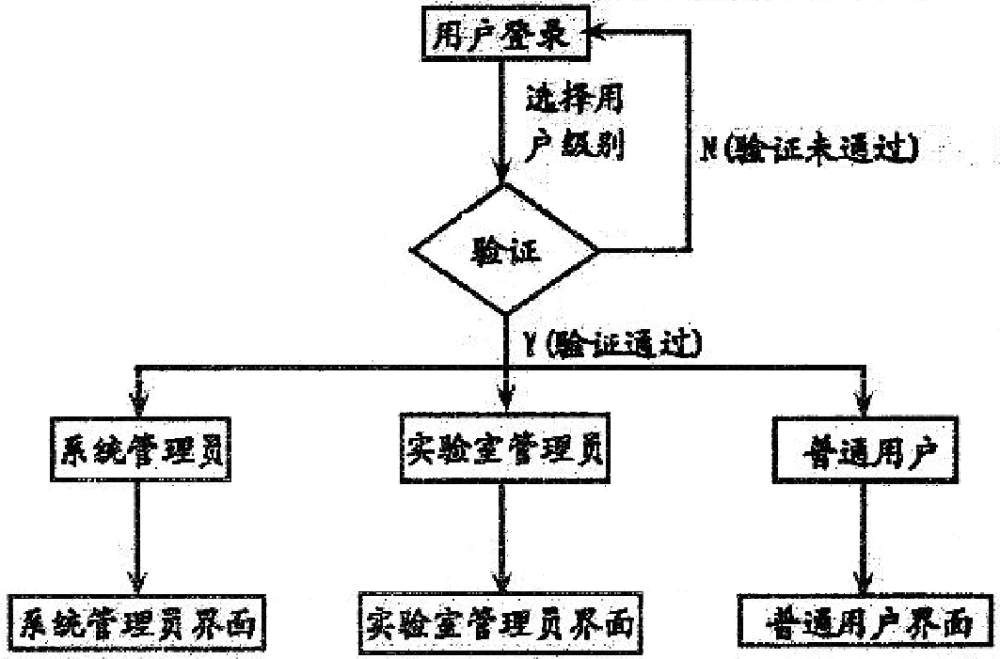 用户登录
选择用
户级别
N(验证未通过)
验证
Y(验证通过)
系统管理员
实验室管理员
普通用户
系统管理员界面
实验室管理员界面
普通用户界面